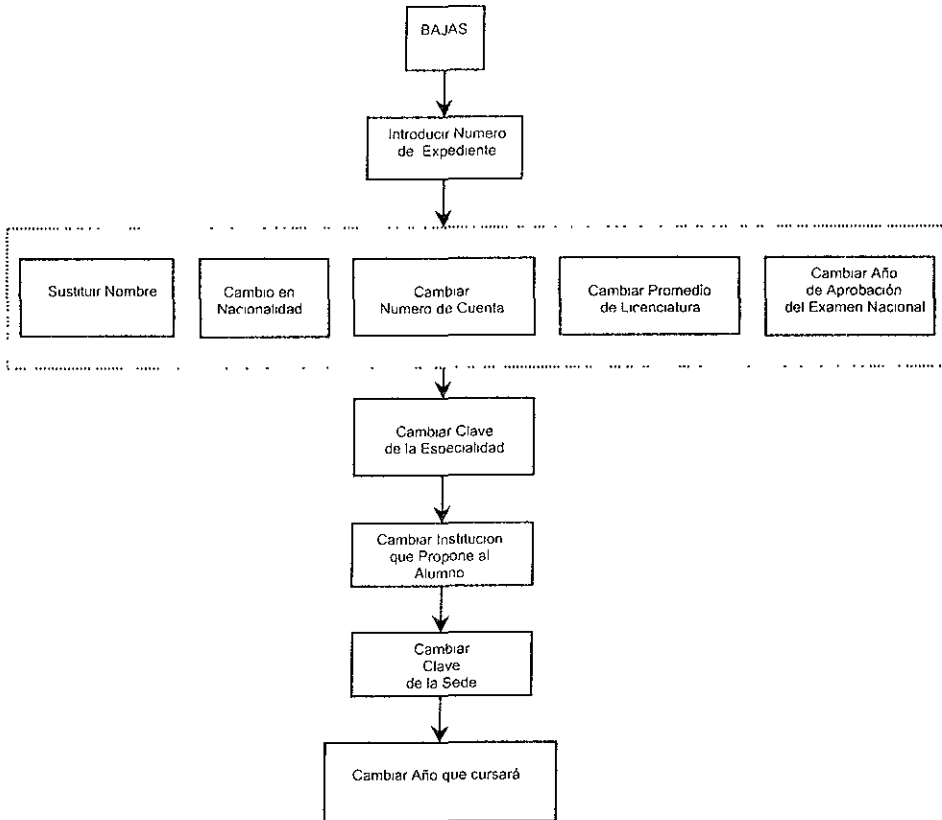 BAJAS
Introducir Numero
de Expediente
Sustituir Nombre
Cambio en
Nacionalidad
Cambiar
Numero de Cuenta
Cambiar Promedio
de Licenciatura
Cambiar Año
de Aprobación
del Examen Nacional
Cambiar Clave
de la Especialidad
Cambiar Institucion
que Propone al
Alumno
Cambiar
Clave
de la Sede
Cambiar Año que cursará